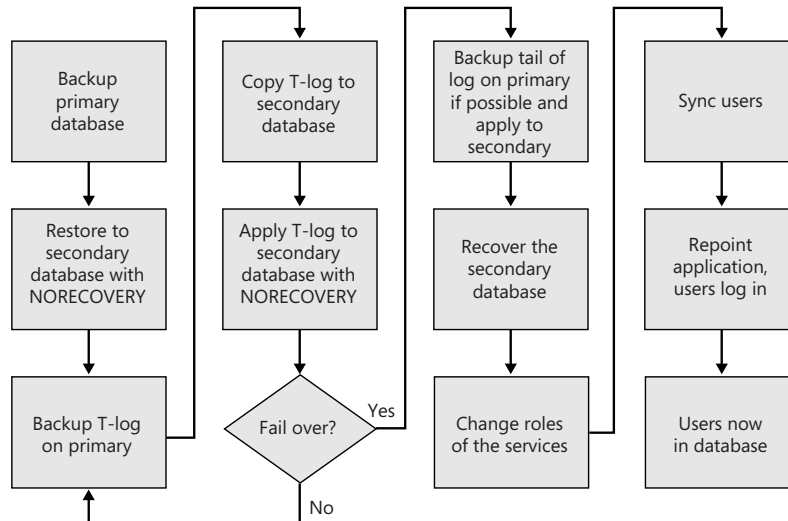 Backup
primary
database
Restore to
secondary
database with
NORECOVERY
Backup T-log
on primary
Copy T-log to
secondary
database
Apply T-log to
secondary
database with
NORECOVERY
Fail over?
Yes
No
Backup tail of
log on primary
if possible and
apply to
secondary
Recover the
secondary
database
Change roles
of the services
Sync users
Repoint
application,
users log in
Users now
in database